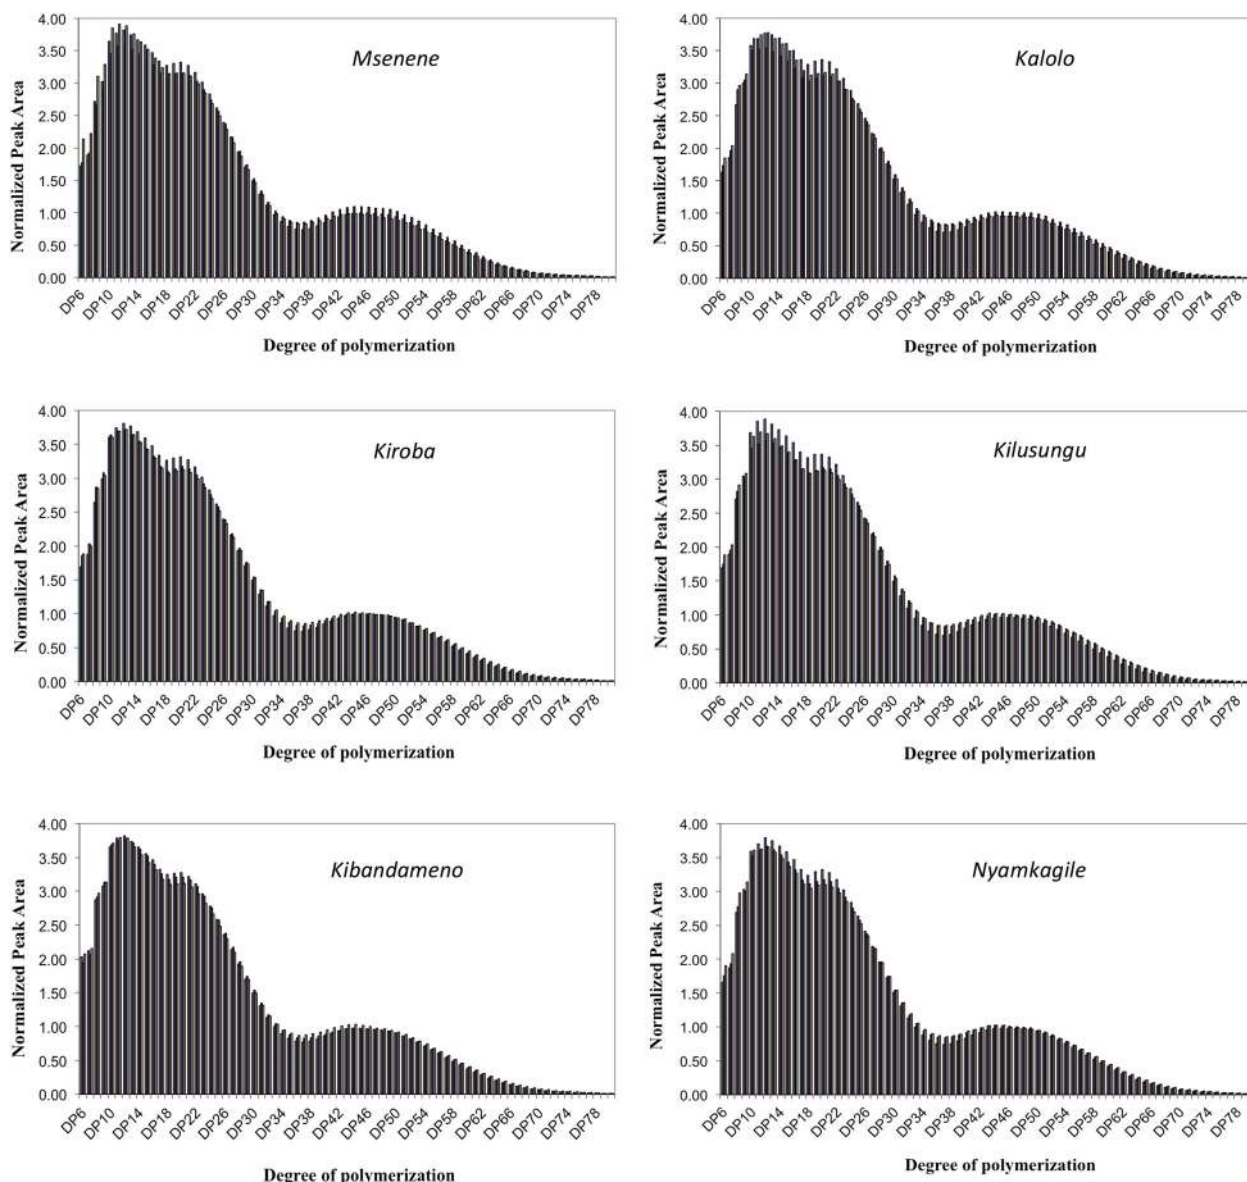 Msenene
Normalized Peak Area
4.00
3.50
3.00
2.50
2.00
1.50
1.00
0.50
0.00
DP6 DP10 DP14 DP18 DP22 DP26 DP30 DP34 DP38 DP42 DP46 DP50 DP54 DP58 DP62 DP66 DP70 DP74 DP78
Degree of polymerization
Kalolo
Normalized Peak Area
4.00
3.50
3.00
2.50
2.00
1.50
1.00
0.50
0.00
DP6 DP10 DP14 DP18 DP22 DP26 DP30 DP34 DP38 DP42 DP46 DP50 DP54 DP58 DP62 DP66 DP70 DP74 DP78
Degree of polymerization
Kiroba
Normalized Peak Area
4.00
3.50
3.00
2.50
2.00
1.50
1.00
0.50
0.00
DP6 DP10 DP14 DP18 DP22 DP26 DP30 DP34 DP38 DP42 DP46 DP50 DP54 DP58 DP62 DP66 DP70 DP74 DP78
Degree of polymerization
Kilusungu
Normalized Peak Area
4.00
3.50
3.00
2.50
2.00
1.50
1.00
0.50
0.00
DP6 DP10 DP14 DP18 DP22 DP26 DP30 DP34 DP38 DP42 DP46 DP50 DP54 DP58 DP62 DP66 DP70 DP74 DP78
Degree of polymerization
Kibandameno
Normalized Peak Area
4.00
3.50
3.00
2.50
2.00
1.50
1.00
0.50
0.00
DP6 DP10 DP14 DP18 DP22 DP26 DP30 DP34 DP38 DP42 DP46 DP50 DP54 DP58 DP62 DP66 DP70 DP74 DP78
Degree of polymerization
Nyamkagile
Normalized Peak Area
4.00
3.50
3.00
2.50
2.00
1.50
1.00
0.50
0.00
DP6 DP10 DP14 DP18 DP22 DP26 DP30 DP34 DP38 DP42 DP46 DP50 DP54 DP58 DP62 DP66 DP70 DP74 DP78
Degree of polymerization